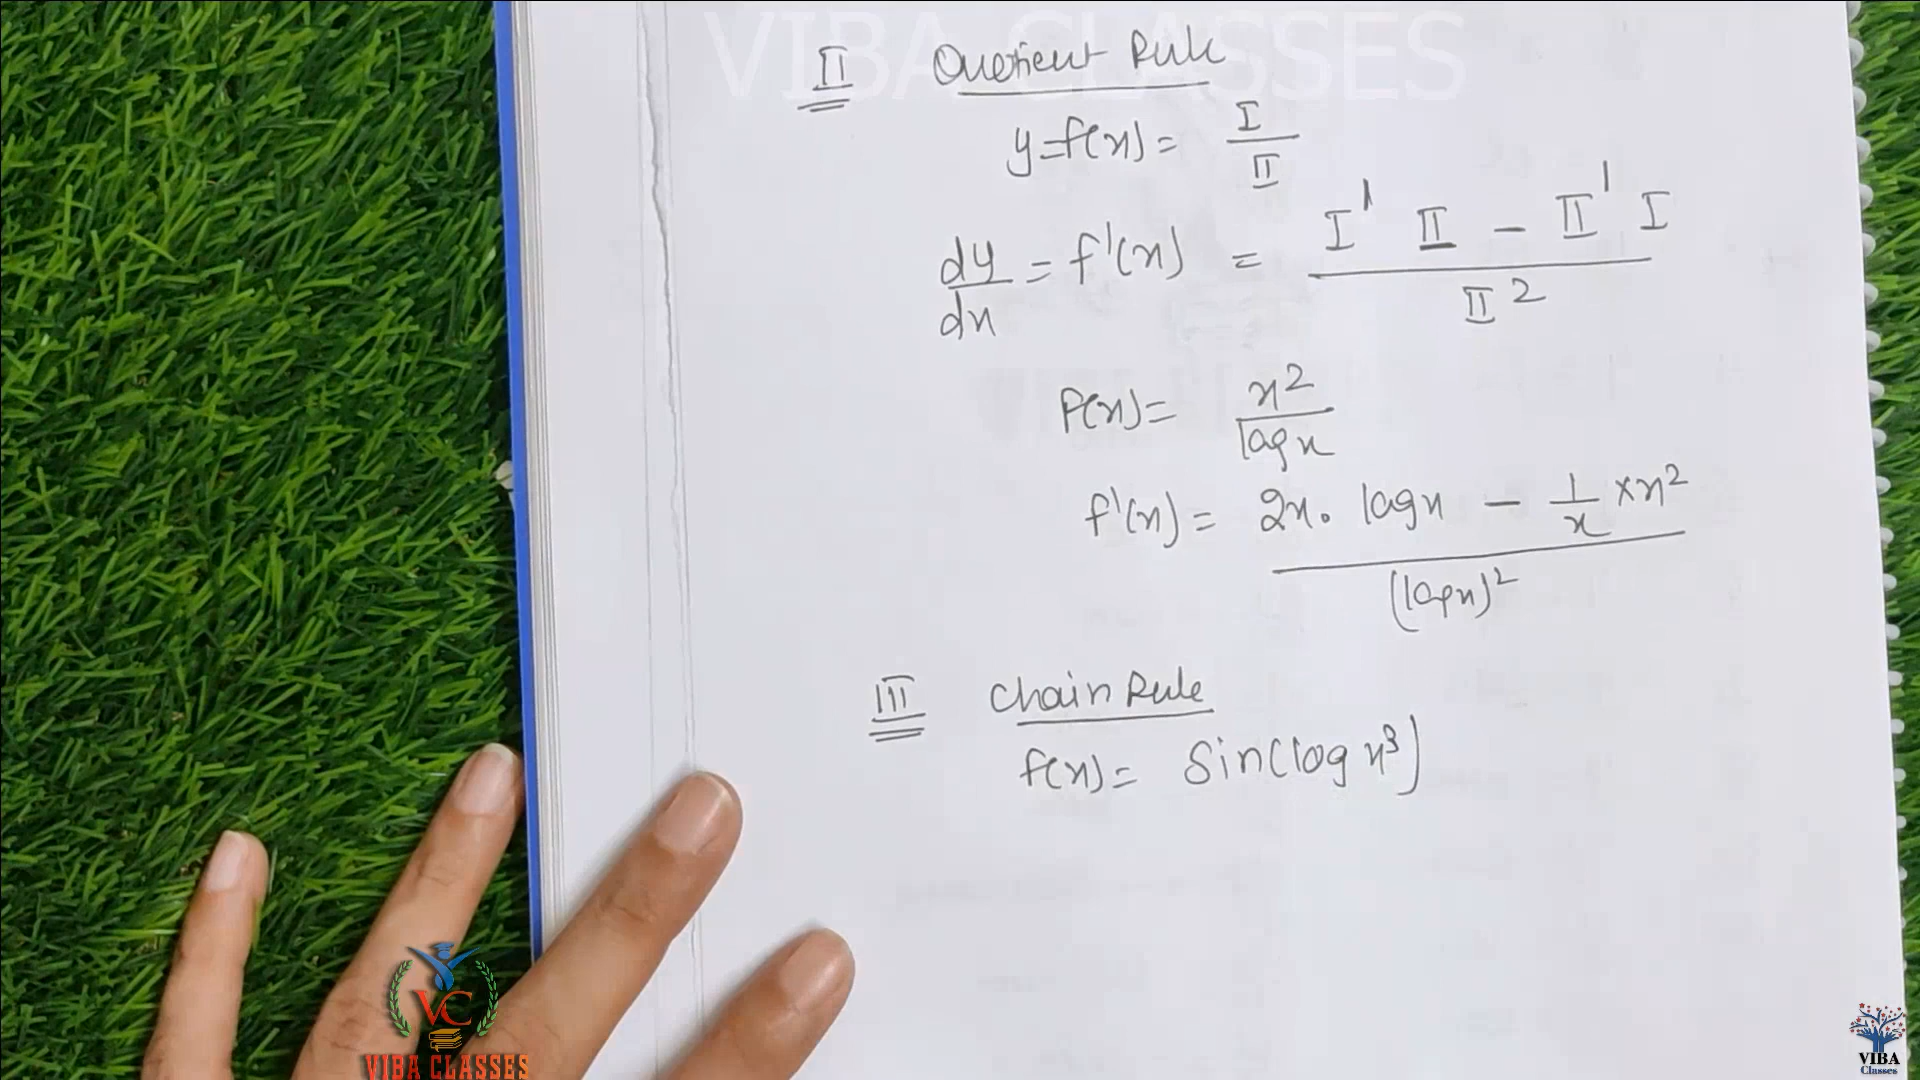 VIBA CLASSES
II Quotient Rule
y=f(x)= I/II
dy/dx = f'(x) = (I' II - II' I)/II²
f(x)= x²/log x
f'(x)= (2x. log x - 1/x × x²)/(log x)²
III Chain Rule
f(x)= Sin(log x³)
VC
VIBA CLASSES
VIBA
Classes